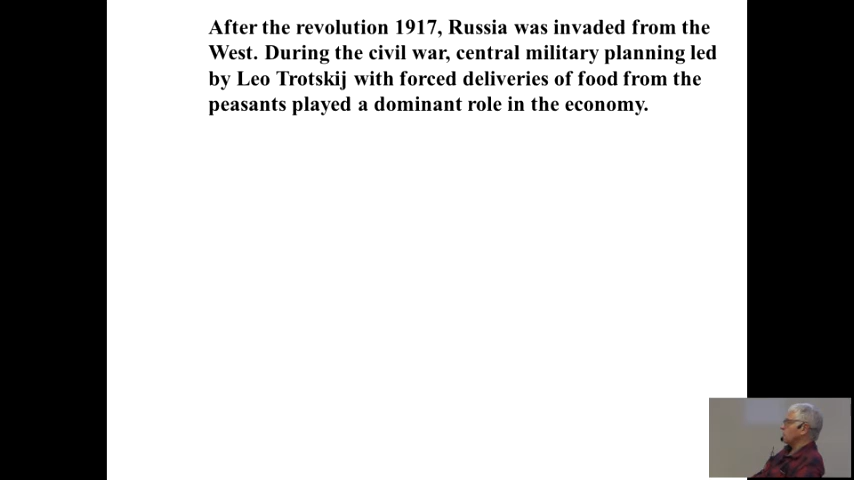 After the revolution 1917, Russia was invaded from the
West. During the civil war, central military planning led
by Leo Trotskij with forced deliveries of food from the
peasants played a dominant role in the economy.